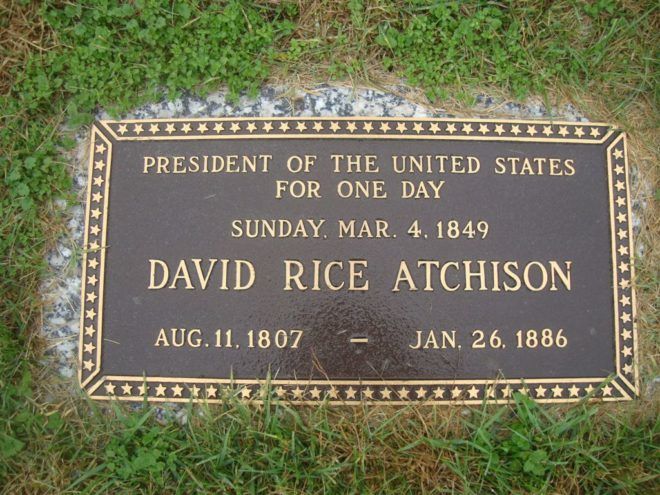 PRESIDENT OF THE UNITED STATES
FOR ONE DAY
SUNDAY, MAR. 4, 1849
DAVID RICE ATCHISON
AUG. 11, 1807 – JAN. 26, 1886